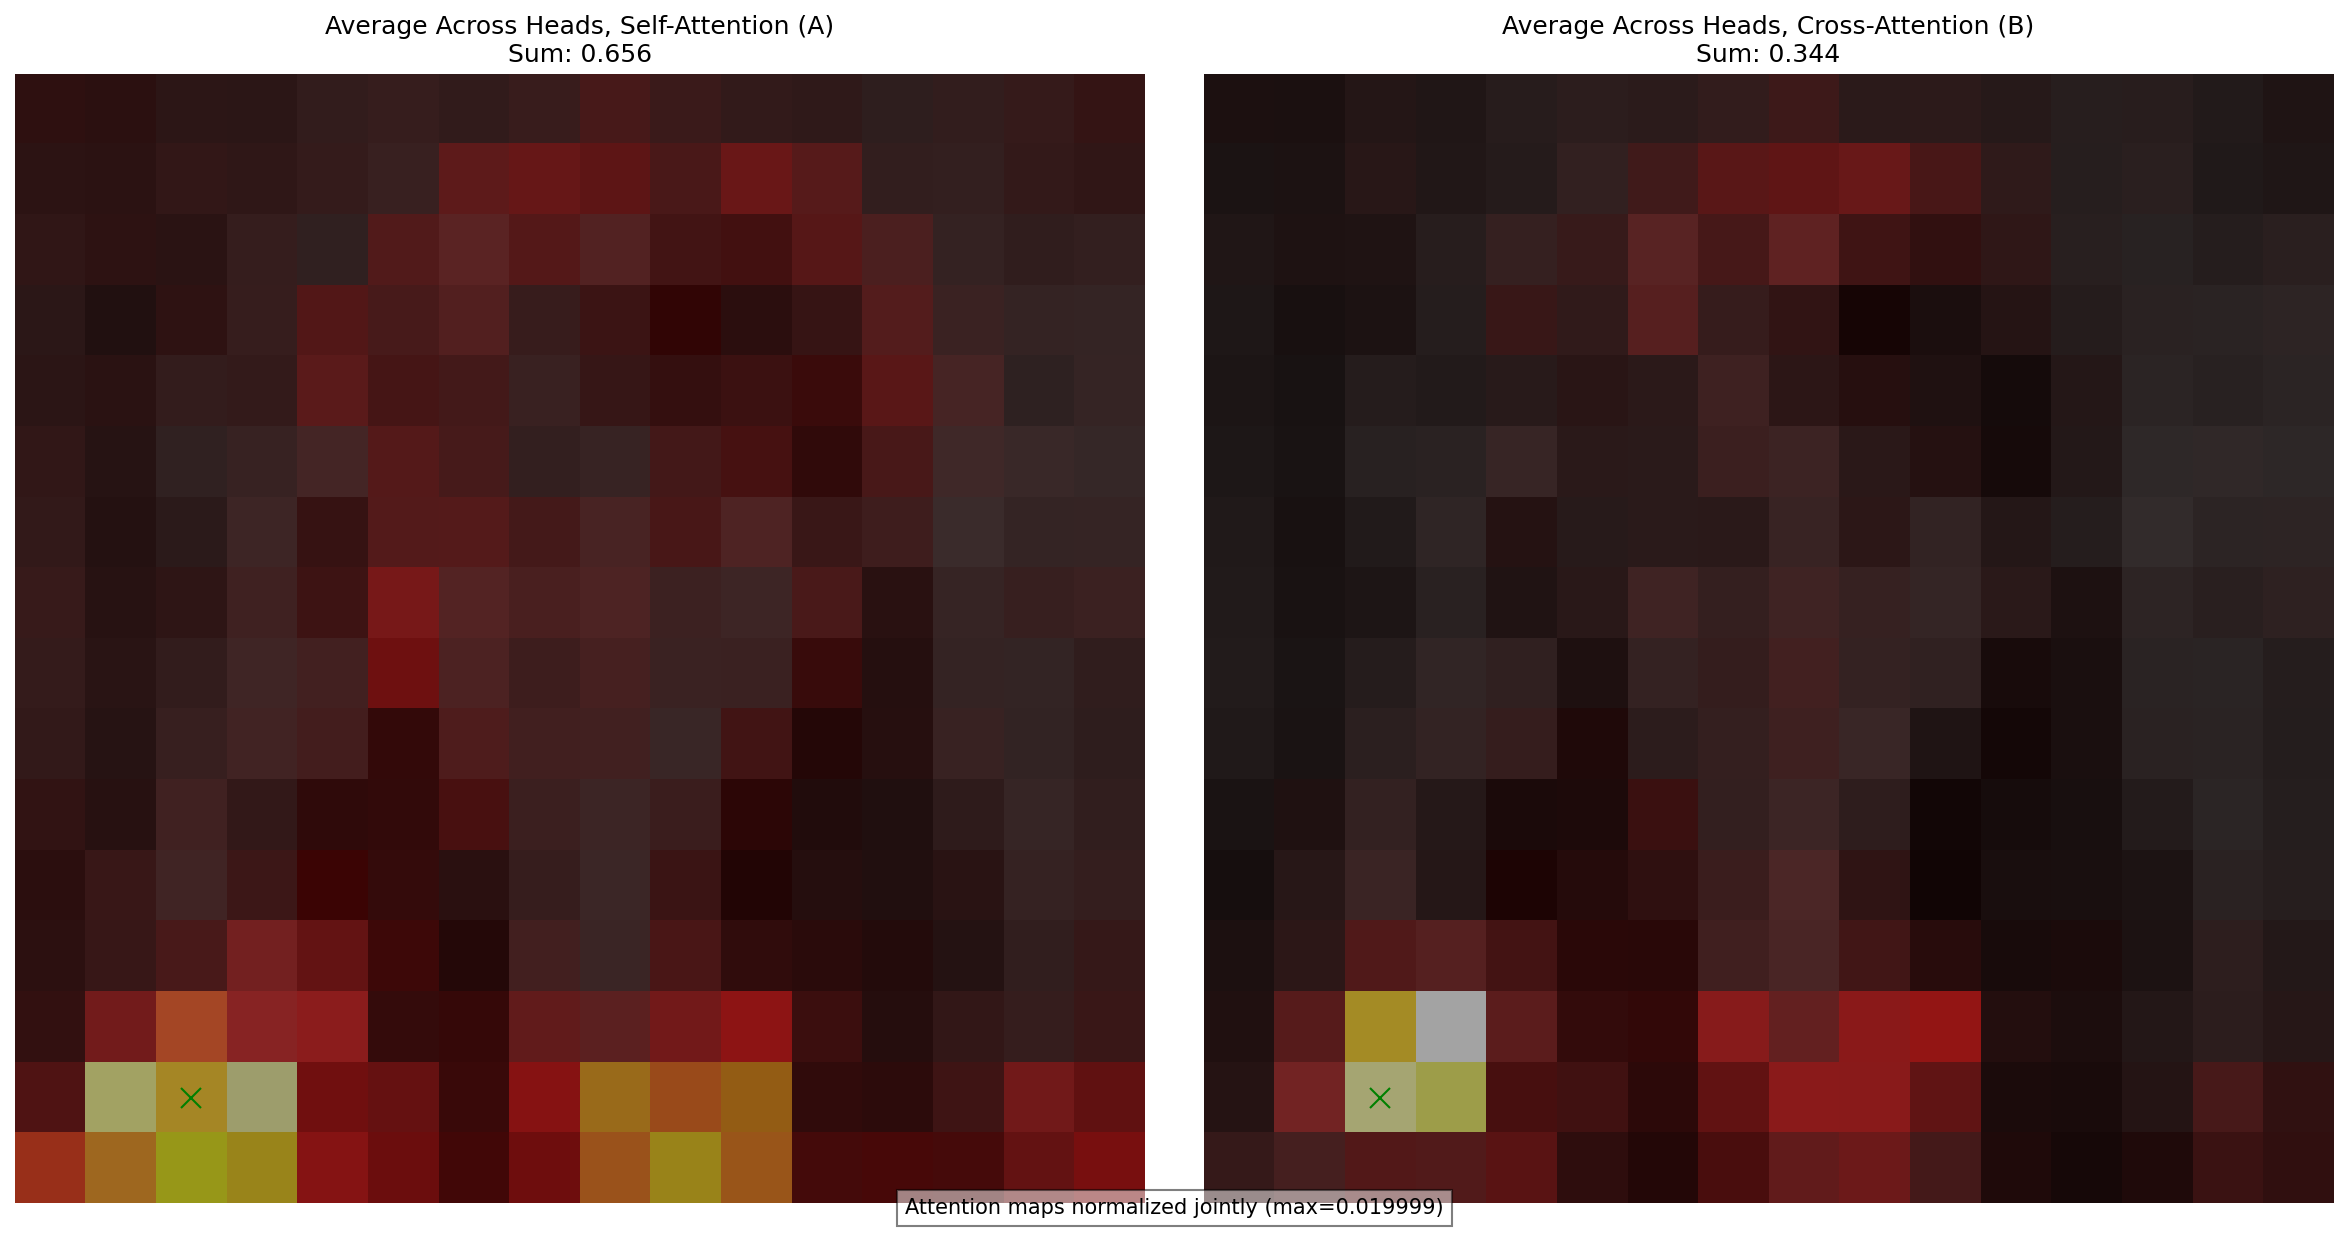 Average Across Heads, Self-Attention (A)
Sum: 0.656
Average Across Heads, Cross-Attention (B)
Sum: 0.344
Attention maps normalized jointly (max=0.019999)